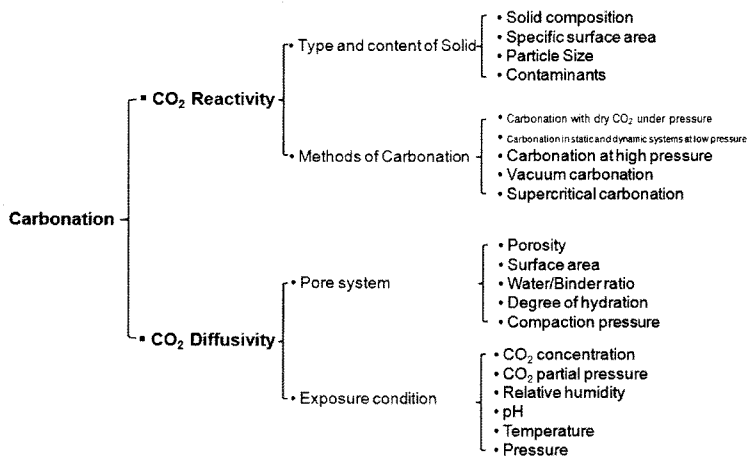 Carbonation
▪ CO₂ Reactivity
• Type and content of Solid
• Solid composition
• Specific surface area
• Particle Size
• Contaminants
• Methods of Carbonation
• Carbonation with dry CO₂ under pressure
• Carbonation in static and dynamic systems at low pressure
• Carbonation at high pressure
• Vacuum carbonation
• Supercritical carbonation
▪ CO₂ Diffusivity
• Pore system
• Porosity
• Surface area
• Water/Binder ratio
• Degree of hydration
• Compaction pressure
• Exposure condition
• CO₂ concentration
• CO₂ partial pressure
• Relative humidity
• pH
• Temperature
• Pressure